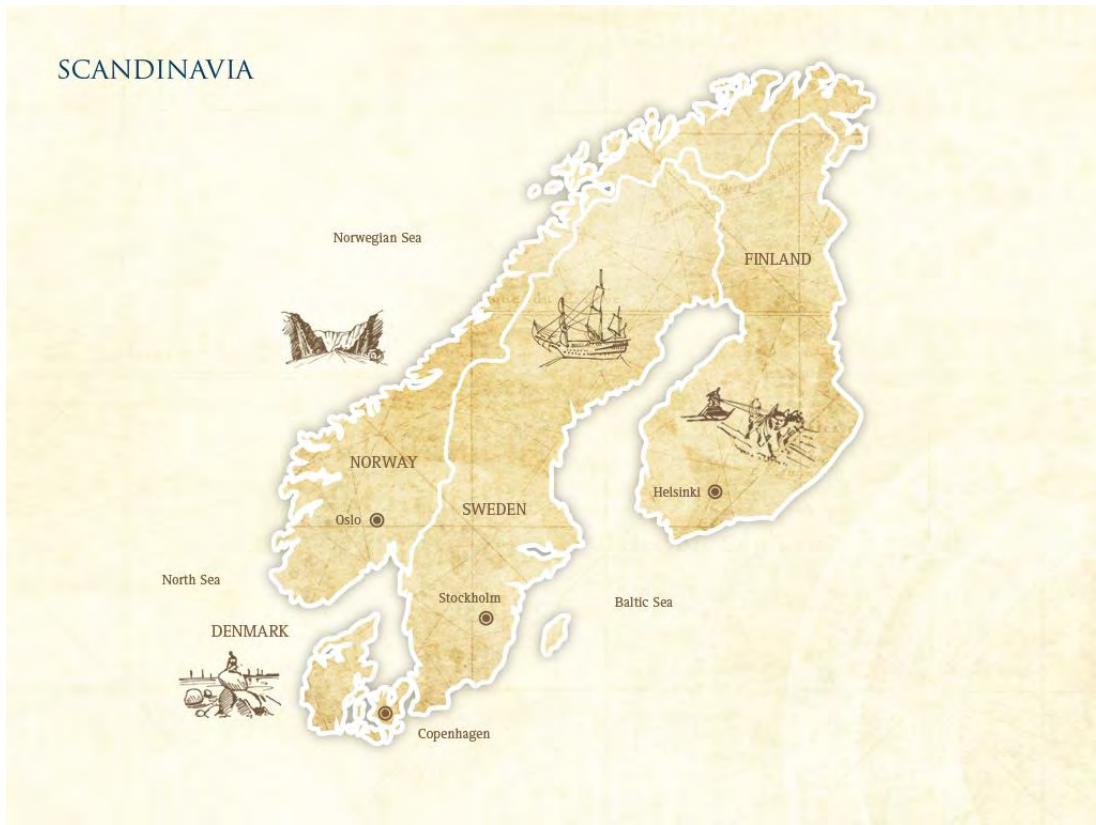 SCANDINAVIA
Norwegian Sea
FINLAND
NORWAY
Helsinki
SWEDEN
Oslo
North Sea
Stockholm
Baltic Sea
DENMARK
Copenhagen